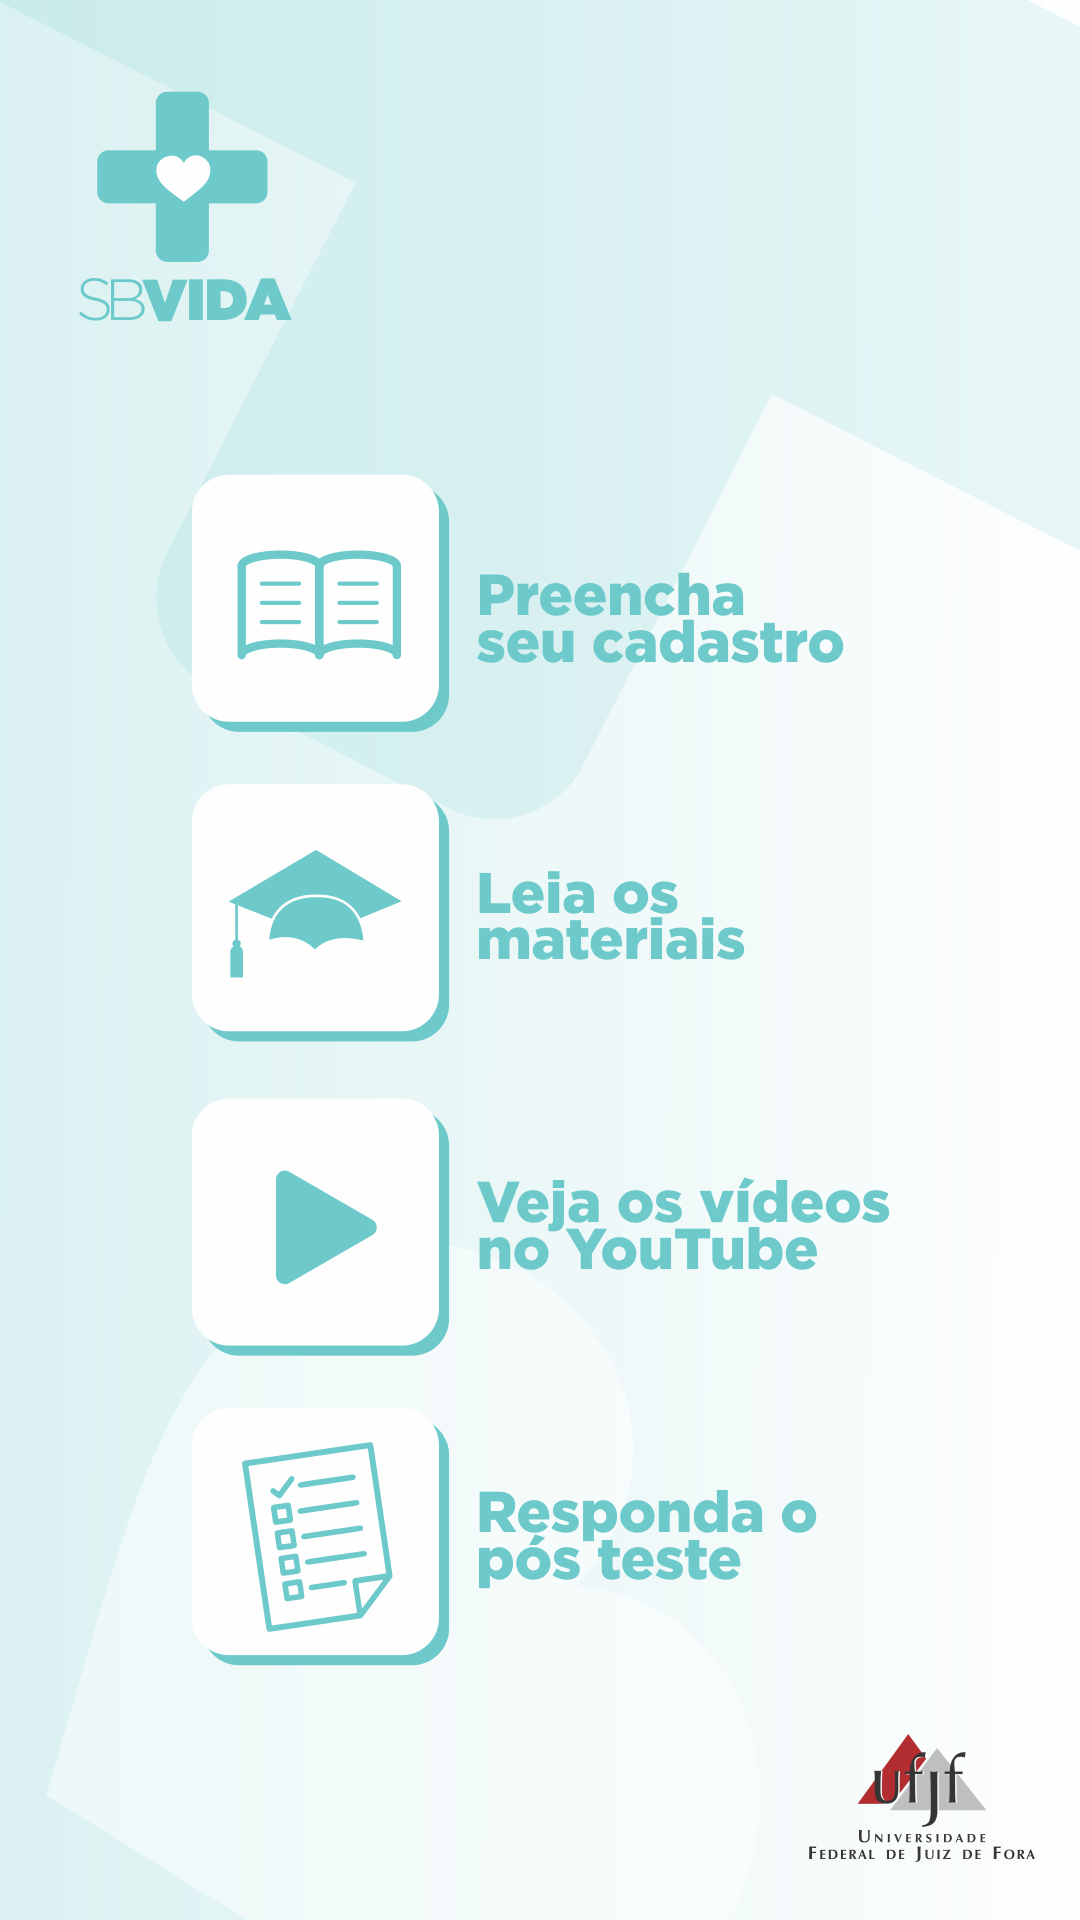 SBVIDA
Preencha
seu cadastro
Leia os
materiais
Veja os vídeos
no YouTube
Responda o
pós teste
ufjf
UNIVERSIDADE
FEDERAL DE JUIZ DE FORA